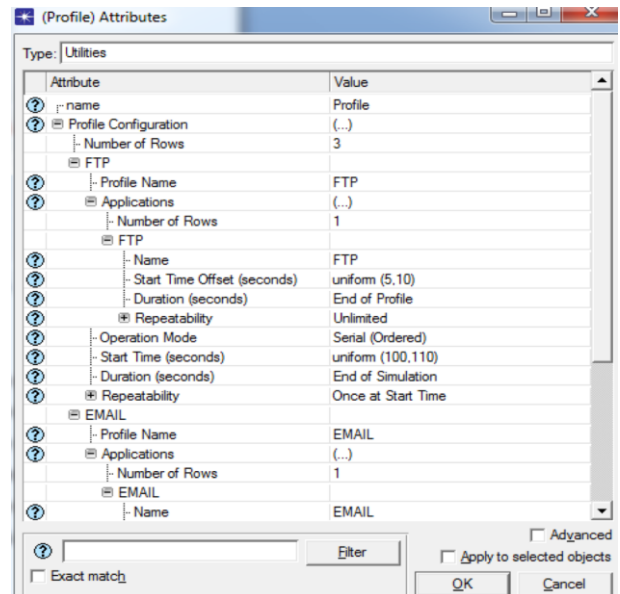 (Profile) Attributes
Type: Utilities
Attribute Value
name Profile
Profile Configuration (...)
Number of Rows 3
FTP
Profile Name FTP
Applications (...)
Number of Rows 1
FTP
Name FTP
Start Time Offset (seconds) uniform (5,10)
Duration (seconds) End of Profile
Repeatability Unlimited
Operation Mode Serial (Ordered)
Start Time (seconds) uniform (100,110)
Duration (seconds) End of Simulation
Repeatability Once at Start Time
EMAIL
Profile Name EMAIL
Applications (...)
Number of Rows 1
EMAIL
Name EMAIL
Advanced
Filter
Apply to selected objects
Exact match
OK Cancel